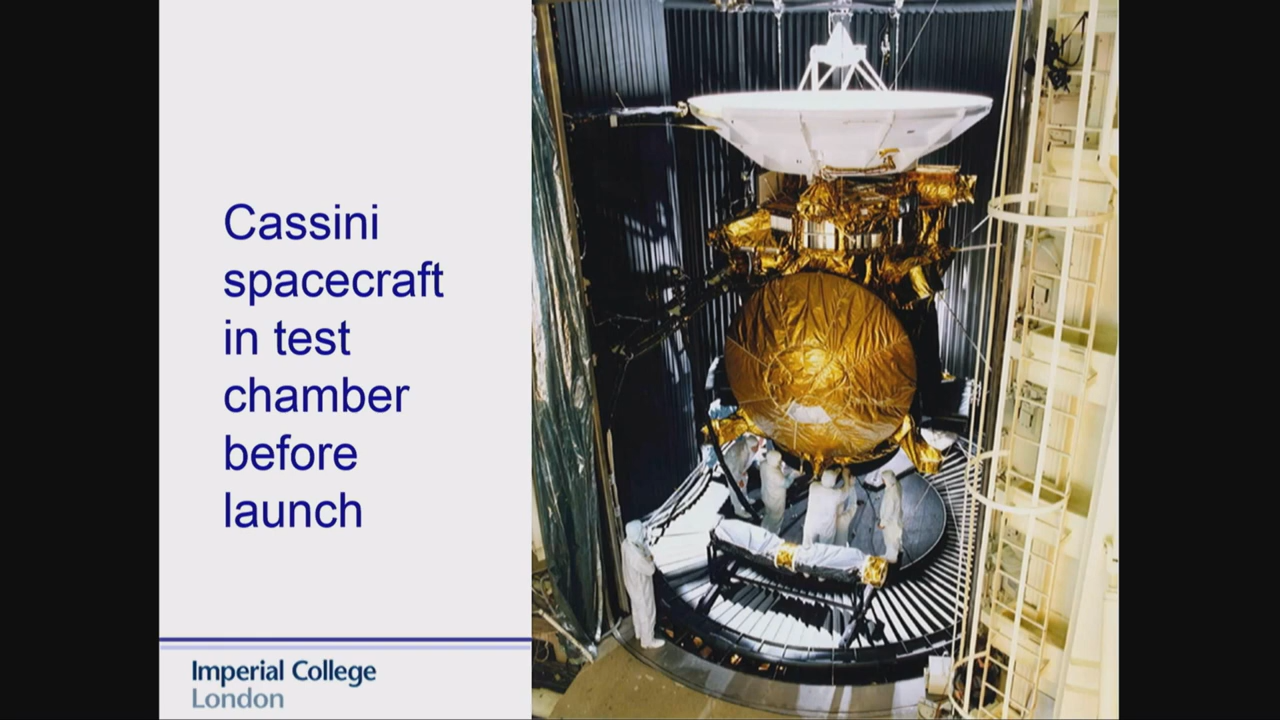 Cassini
spacecraft
in test
chamber
before
launch
Imperial College
London